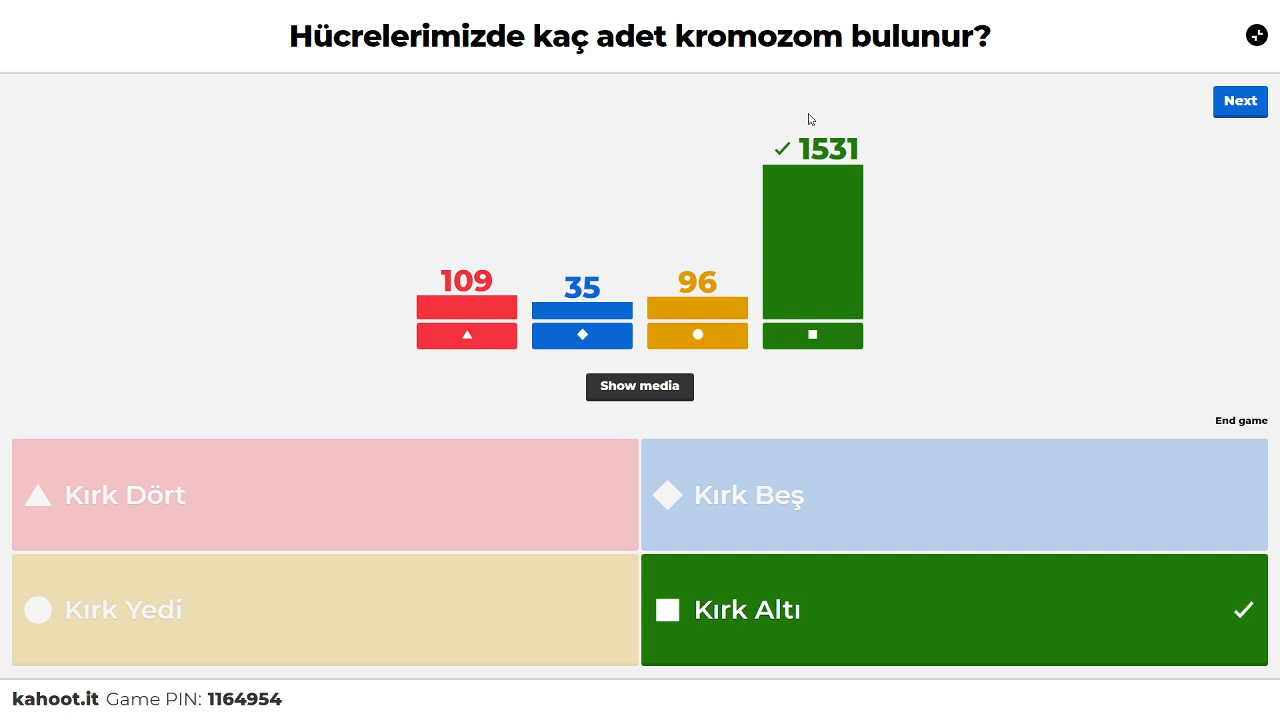 Hücrelerimizde kaç adet kromozom bulunur?
Next
1531
109
35
96
Show media
End game
Kırk Dört
Kırk Beş
Kırk Yedi
Kırk Altı
kahoot.it Game PIN: 1164954